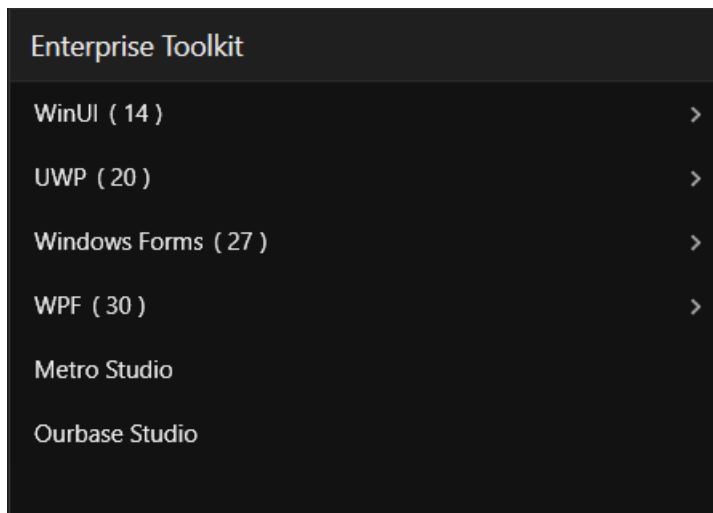 Enterprise Toolkit
WinUI ( 14 )
UWP ( 20 )
Windows Forms ( 27 )
WPF ( 30 )
Metro Studio
Ourbase Studio